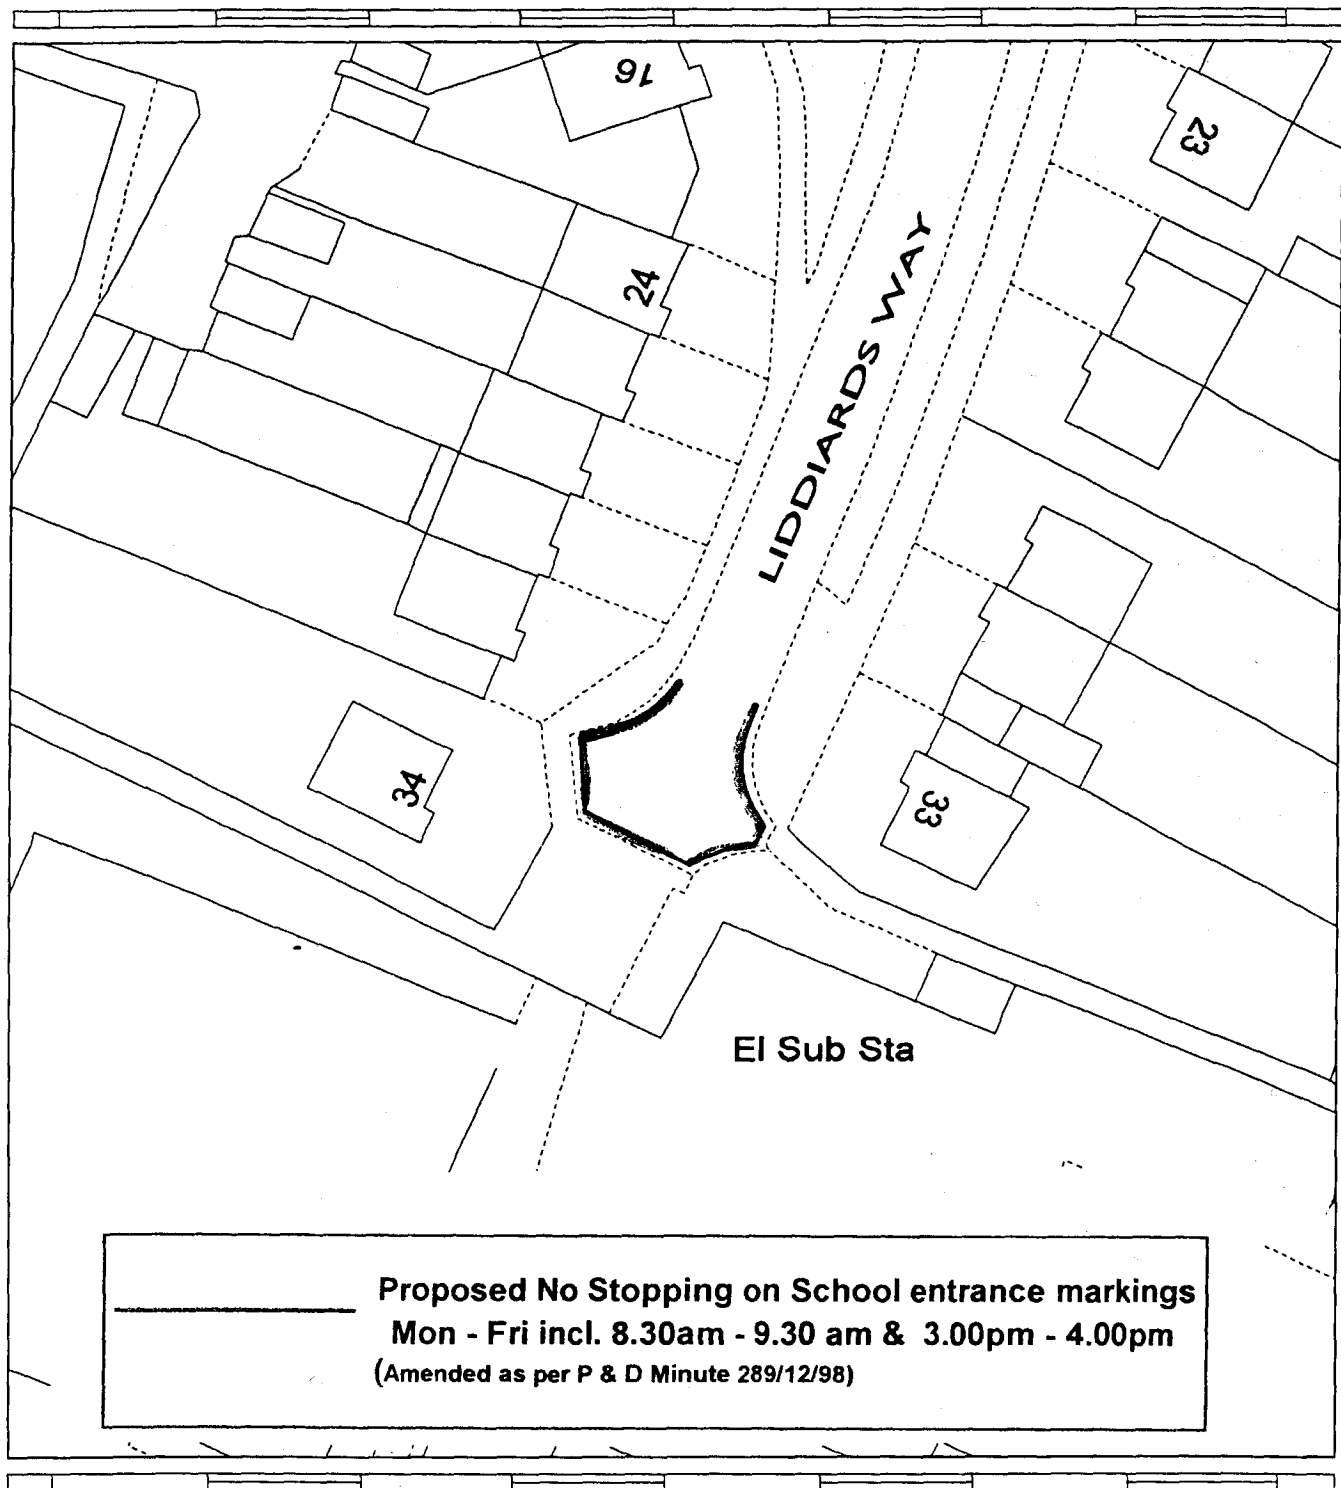 16
23
24
LIDDIARDS WAY
34
33
El Sub Sta
Proposed No Stopping on School entrance markings
Mon - Fri incl. 8.30am - 9.30 am & 3.00pm - 4.00pm
(Amended as per P & D Minute 289/12/98)